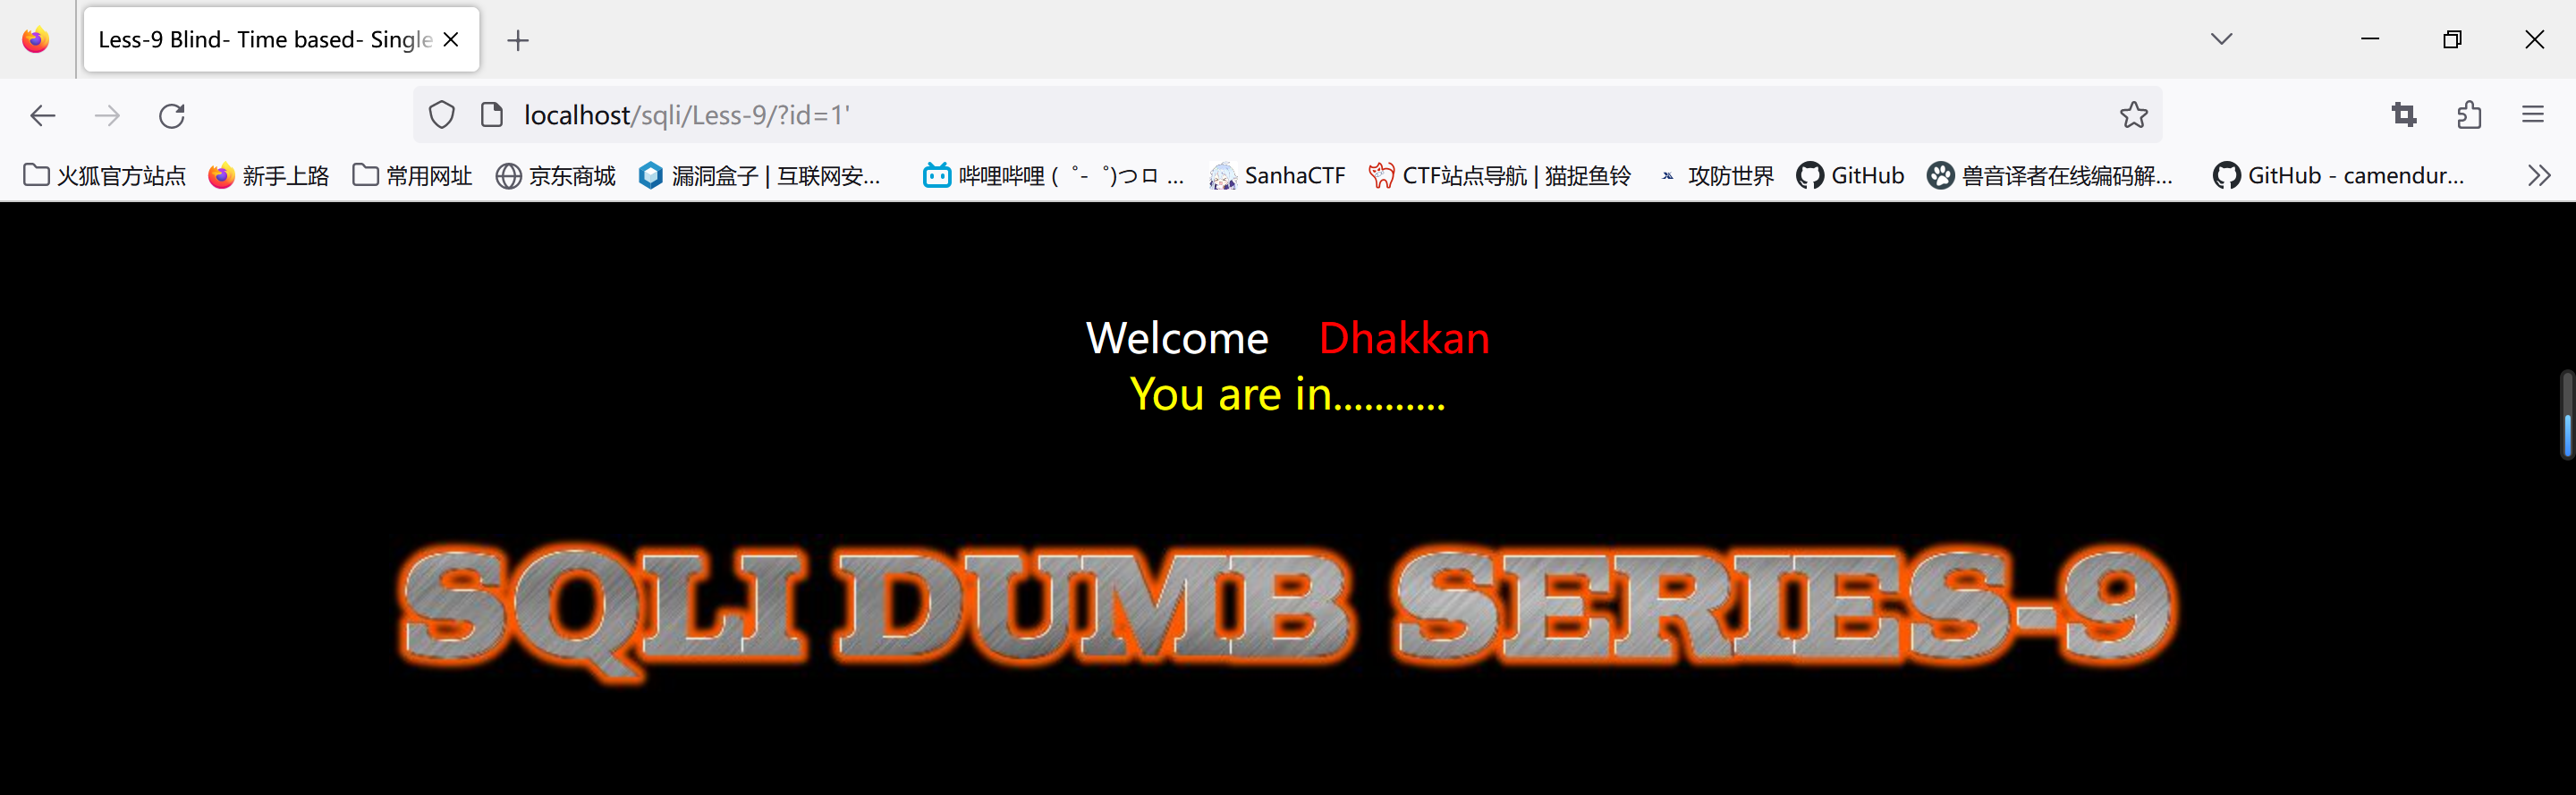 Less-9 Blind- Time based- Single
localhost/sqli/Less-9/?id=1'
火狐官方站点 新手上路 常用网址 京东商城 漏洞盒子 | 互联网安... 哔哩哔哩 ( ゜- ゜)つロ ... SanhaCTF CTF站点导航 | 猫捉鱼铃 攻防世界 GitHub 兽音译者在线编码解... GitHub - camendur...
Welcome Dhakkan
You are in...........
SQLI DUMB SERIES-9